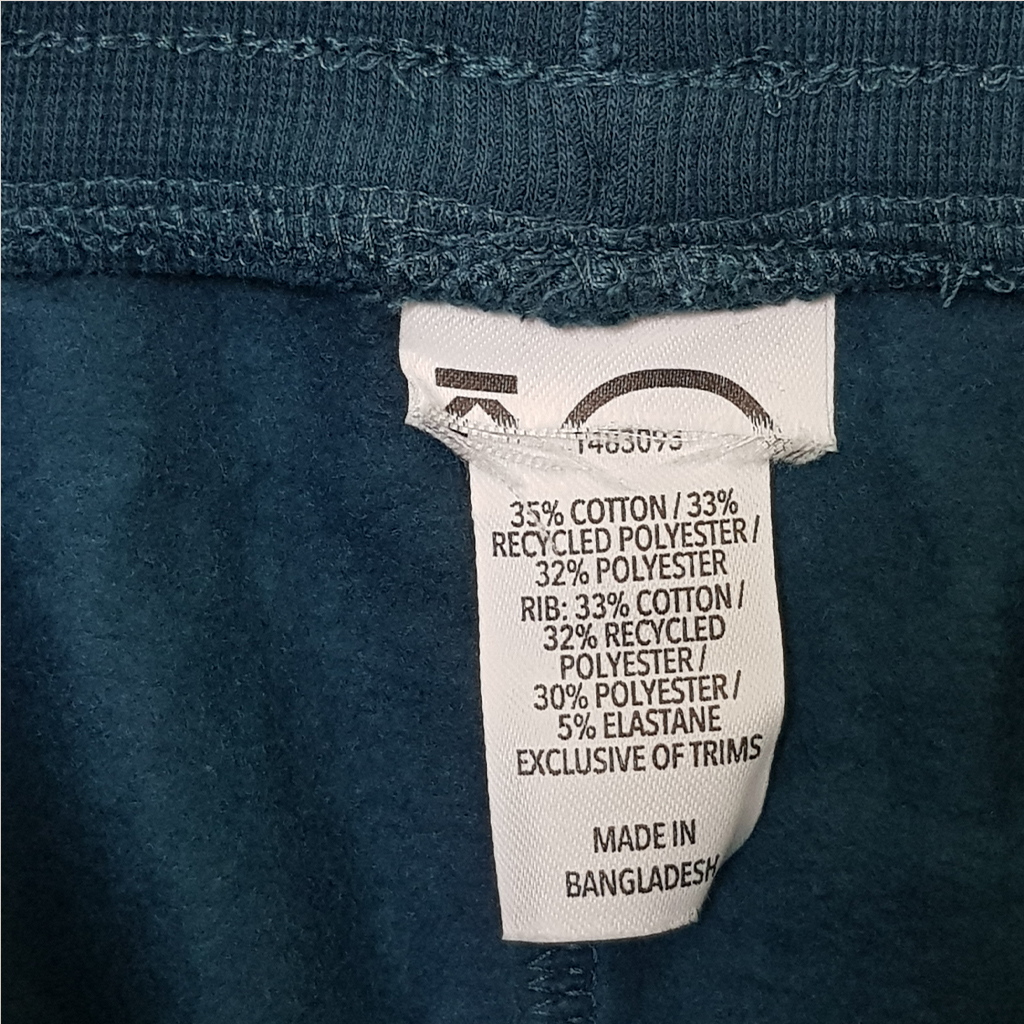 35% COTTON / 33%
RECYCLED POLYESTER /
32% POLYESTER
RIB: 33% COTTON /
32% RECYCLED
POLYESTER /
30% POLYESTER /
5% ELASTANE
EXCLUSIVE OF TRIMS
MADE IN
BANGLADESH